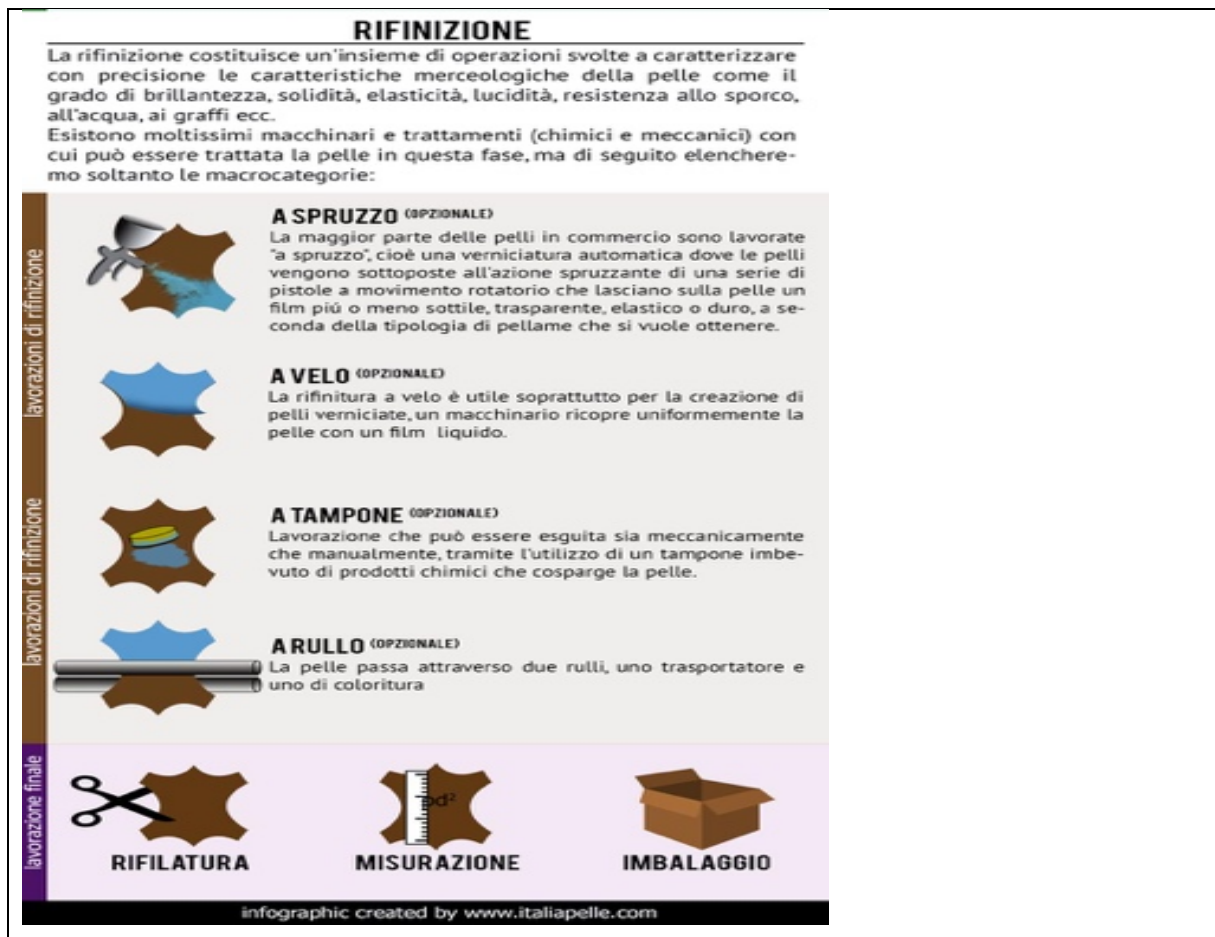 RIFINIZIONE
La rifinizione costituisce un'insieme di operazioni svolte a caratterizzare
con precisione le caratteristiche merceologiche della pelle come il
grado di brillantezza, solidità, elasticità, lucidità, resistenza allo sporco,
all'acqua, ai graffi ecc.
Esistono moltissimi macchinari e trattamenti (chimici e meccanici) con
cui può essere trattata la pelle in questa fase, ma di seguito elenchere-
mo soltanto le macrocategorie:
lavorazioni di rifinizione
A SPRUZZO (OPZIONALE)
La maggior parte delle pelli in commercio sono lavorate
"a spruzzo", cioè una verniciatura automatica dove le pelli
vengono sottoposte all'azione spruzzante di una serie di
pistole a movimento rotatorio che lasciano sulla pelle un
film piú o meno sottile, trasparente, elastico o duro, a se-
conda della tipologia di pellame che si vuole ottenere.
A VELO (OPZIONALE)
La rifinitura a velo è utile soprattutto per la creazione di
pelli verniciate, un macchinario ricopre uniformemente la
pelle con un film liquido.
lavorazioni di rifinizione
A TAMPONE (OPZIONALE)
Lavorazione che può essere esguita sia meccanicamente
che manualmente, tramite l'utilizzo di un tampone imbe-
vuto di prodotti chimici che cosparge la pelle.
A RULLO (OPZIONALE)
La pelle passa attraverso due rulli, uno trasportatore e
uno di coloritura
lavorazione finale
pd²
RIFILATURA
MISURAZIONE
IMBALAGGIO
infographic created by www.italiapelle.com